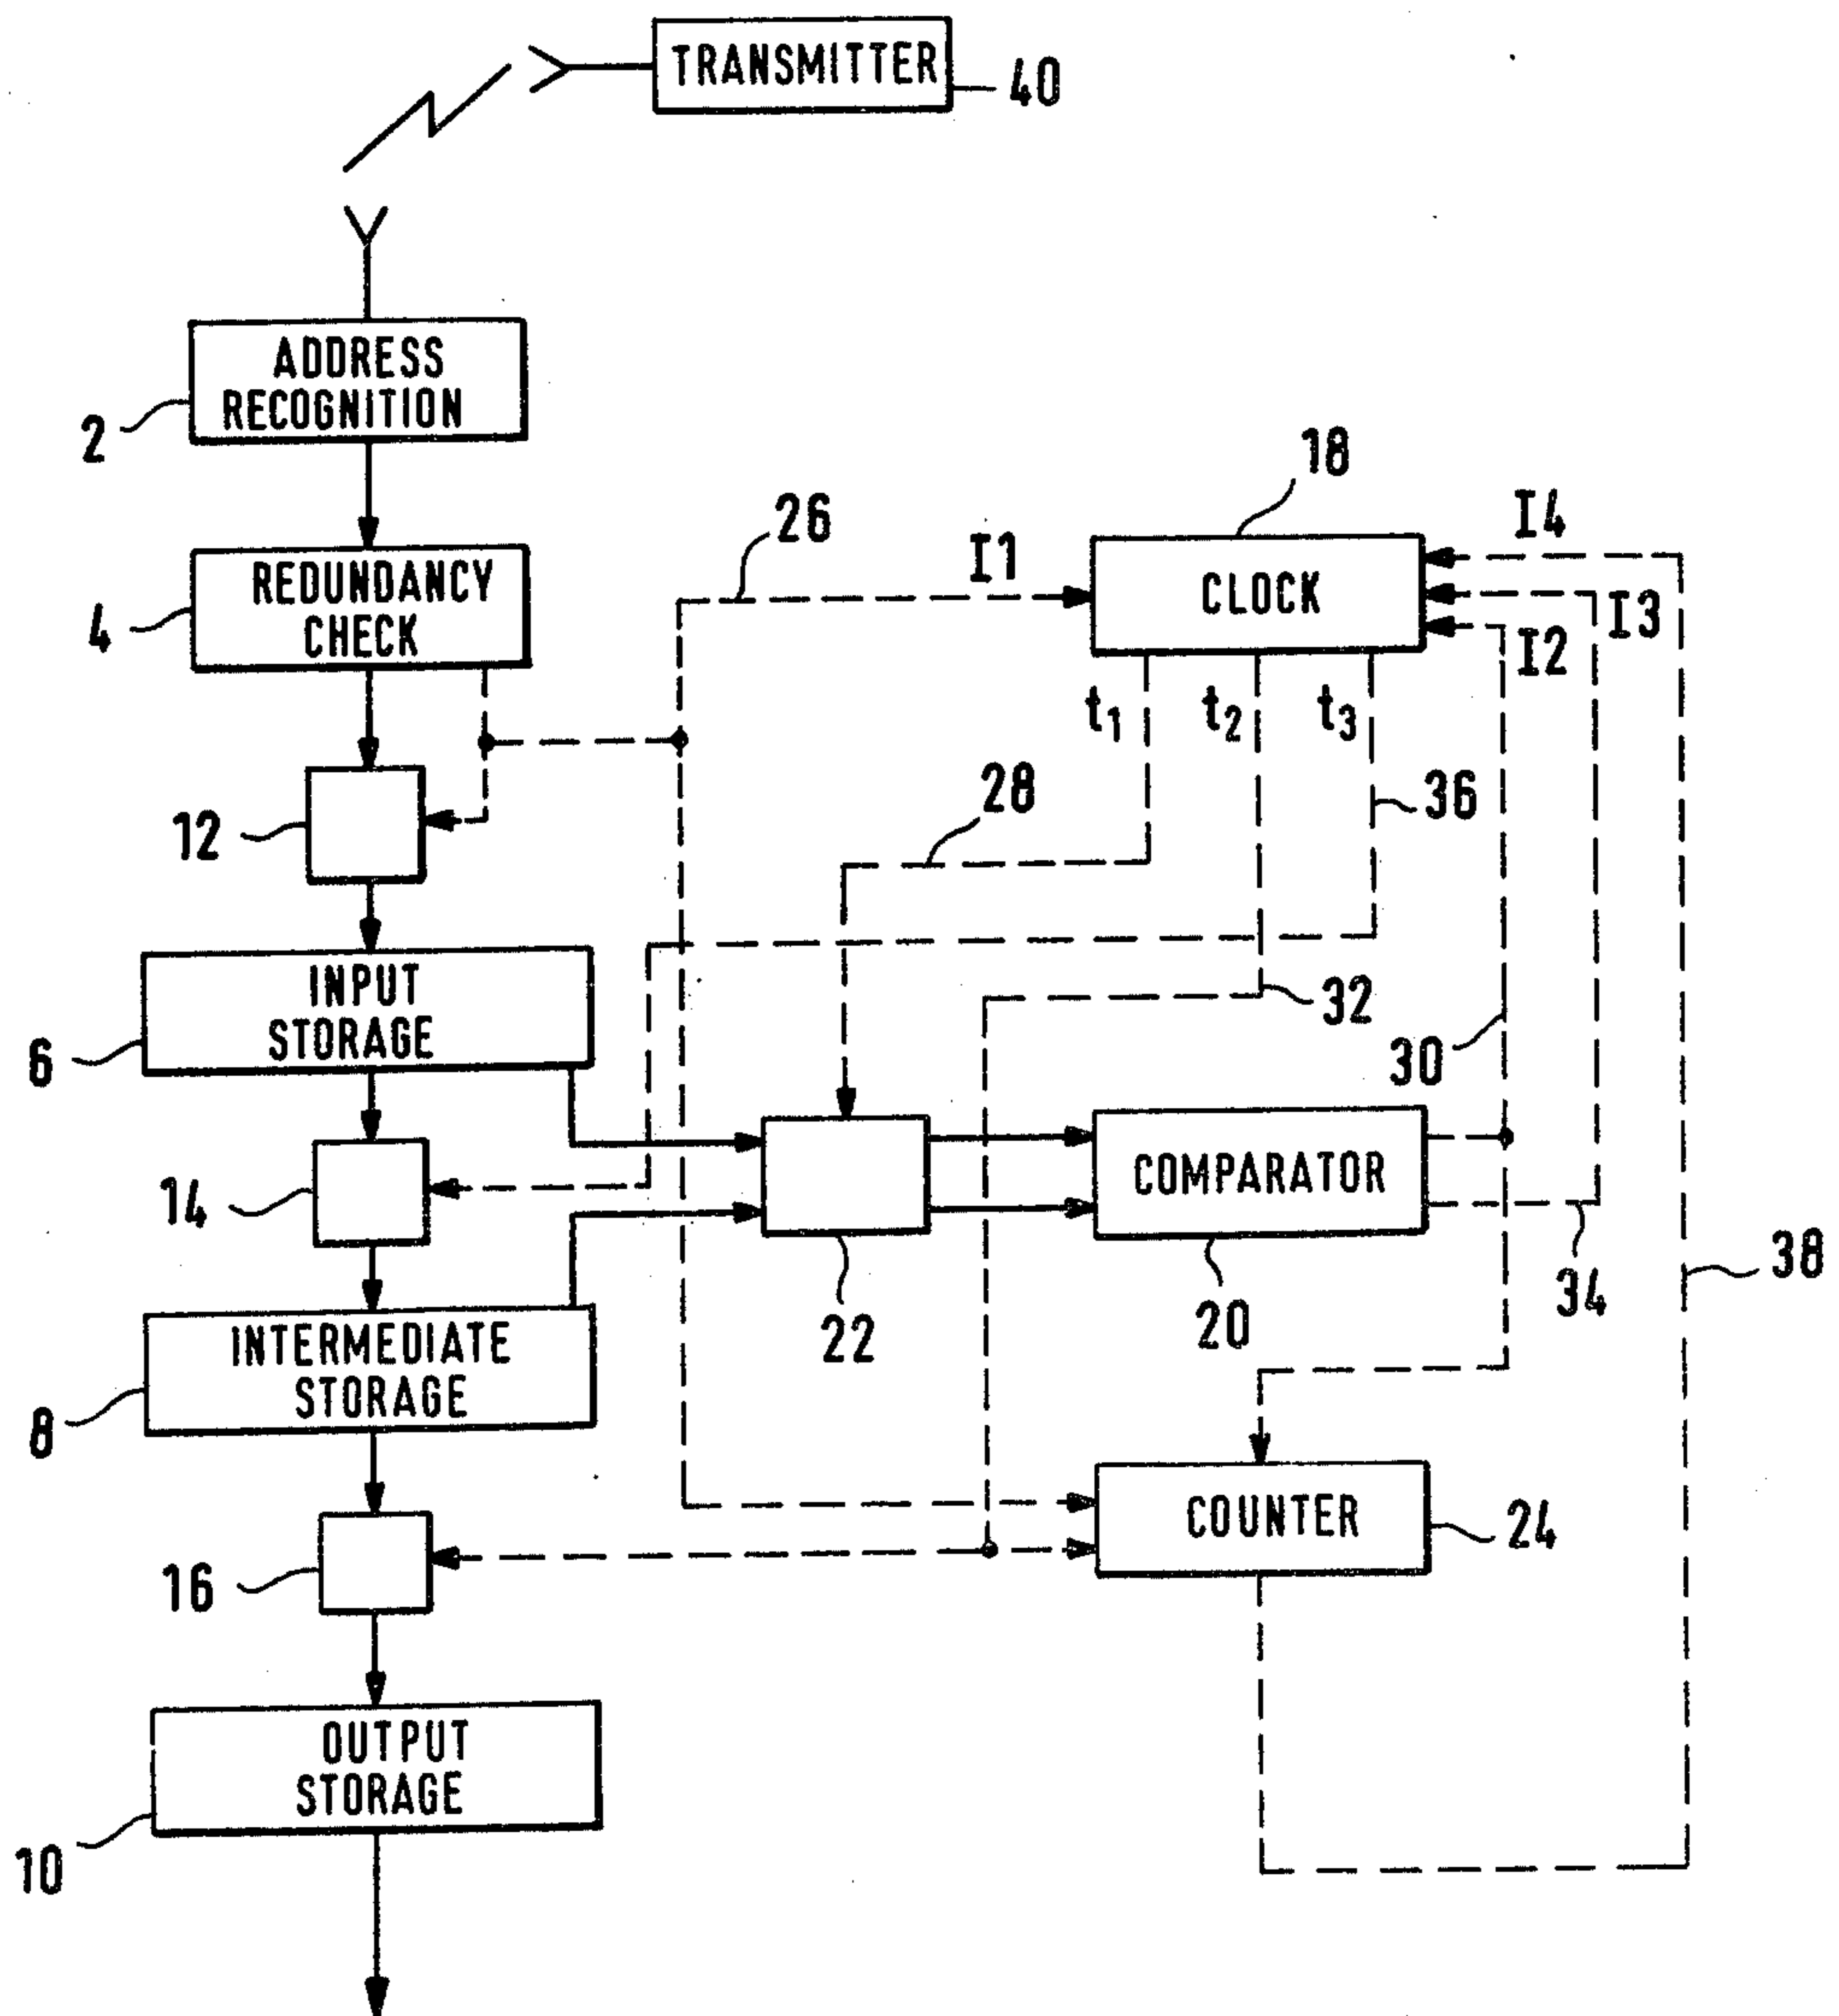 TRANSMITTER
40
ADDRESS
RECOGNITION
2
18
26
I1
I4
REDUNDANCY
CHECK
CLOCK
I3
4
I2
t1
t2
t3
28
36
12
INPUT
STORAGE
32
6
30
COMPARATOR
14
38
34
22
20
INTERMEDIATE
STORAGE
8
COUNTER
24
16
OUTPUT
STORAGE
10